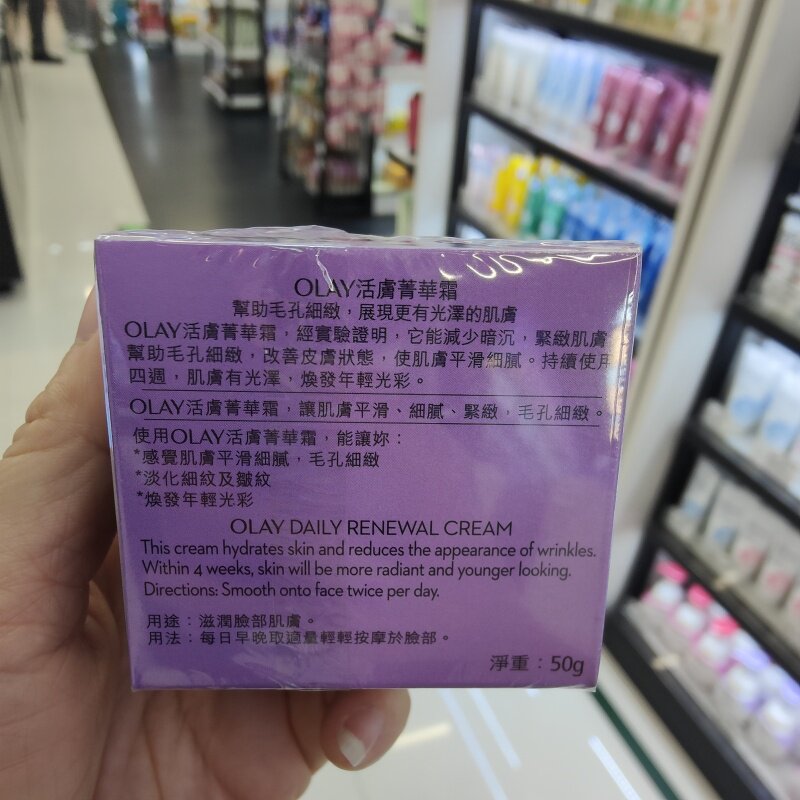 OLAY活膚菁華霜
幫助毛孔細緻，展現更有光澤的肌膚
OLAY活膚菁華霜，經實驗證明，它能減少暗沉，緊緻肌膚
幫助毛孔細緻，改善皮膚狀態，使肌膚平滑細膩。持續使用
四週，肌膚有光澤，煥發年輕光彩。
OLAY活膚菁華霜，讓肌膚平滑、細膩、緊緻，毛孔細緻。
使用OLAY活膚菁華霜，能讓妳：
*感覺肌膚平滑細膩，毛孔細緻
*淡化細紋及皺紋
*煥發年輕光彩
OLAY DAILY RENEWAL CREAM
This cream hydrates skin and reduces the appearance of wrinkles.
Within 4 weeks, skin will be more radiant and younger looking.
Directions: Smooth onto face twice per day.
用途：滋潤臉部肌膚。
用法：每日早晚取適量輕輕按摩於臉部。
淨重：50g